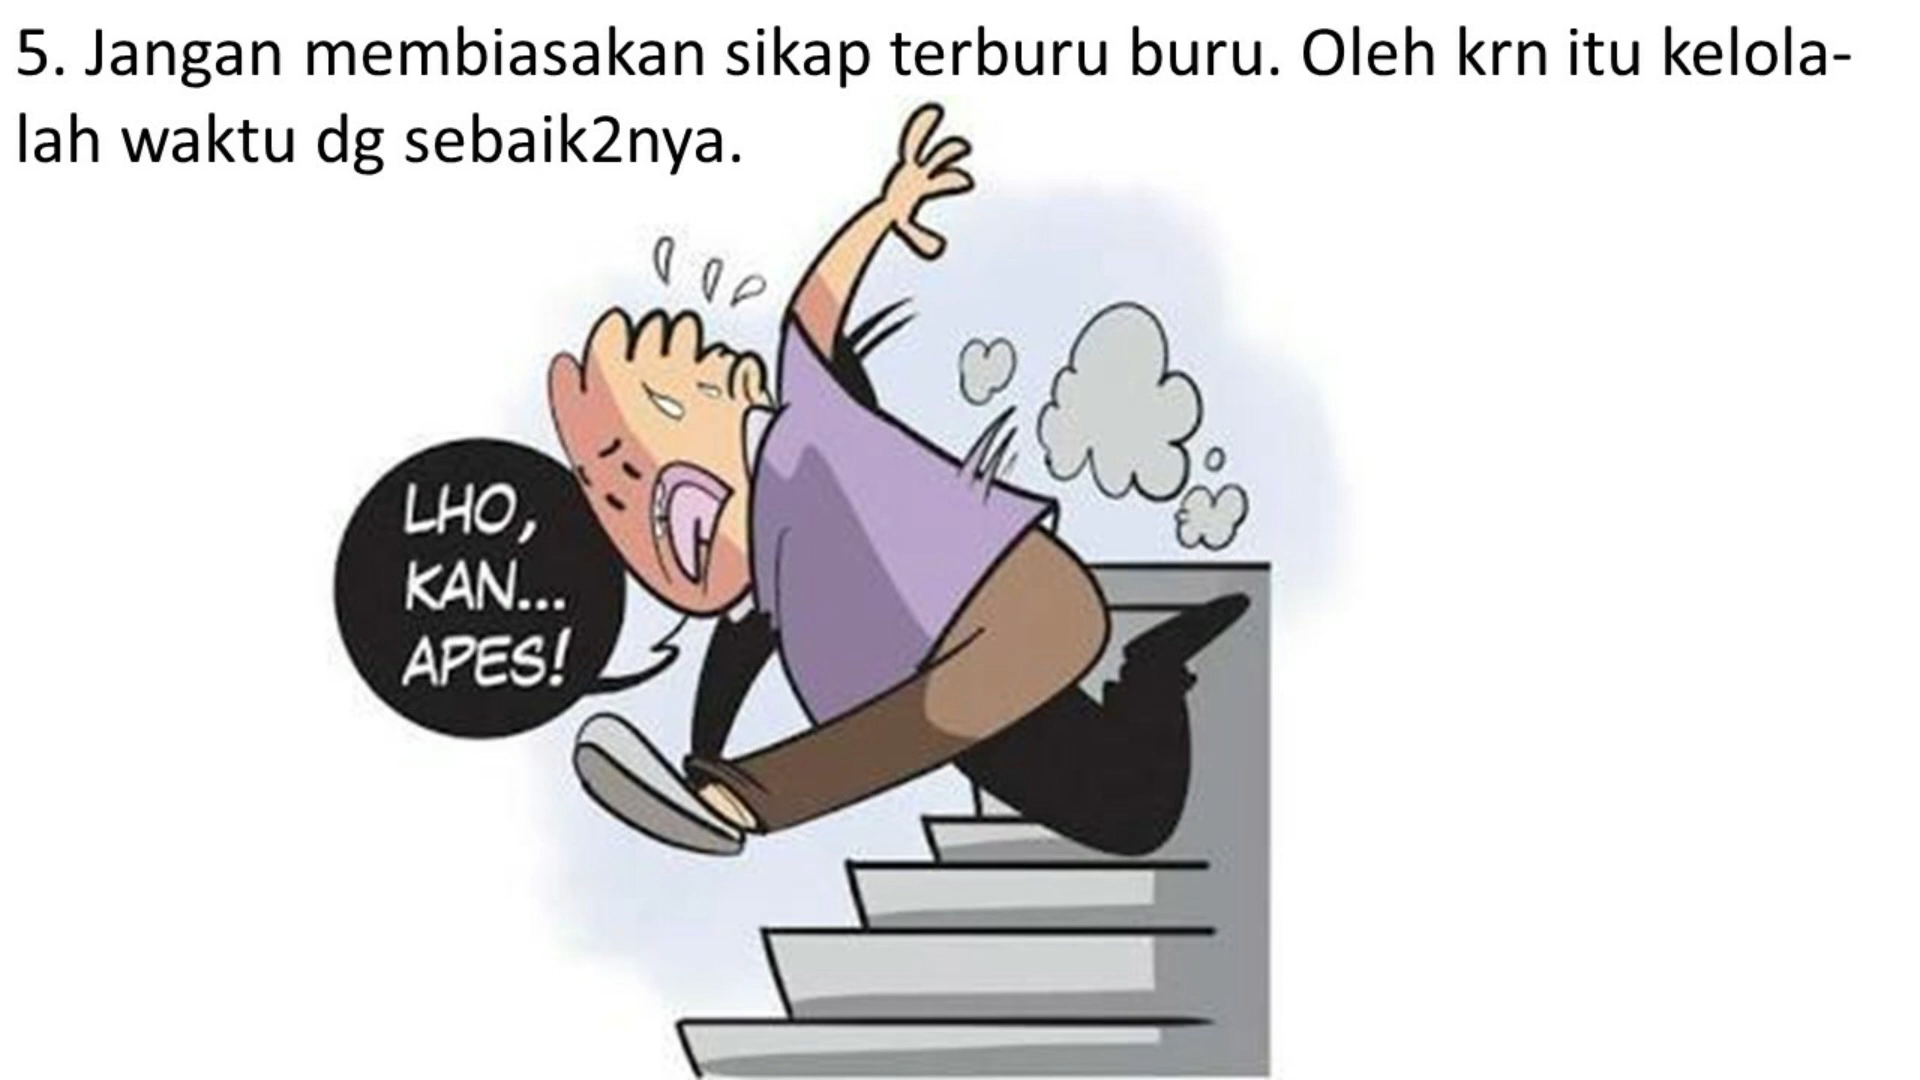 5. Jangan membiasakan sikap terburu buru. Oleh krn itu kelola-
lah waktu dg sebaik2nya.
LHO,
KAN...
APES!